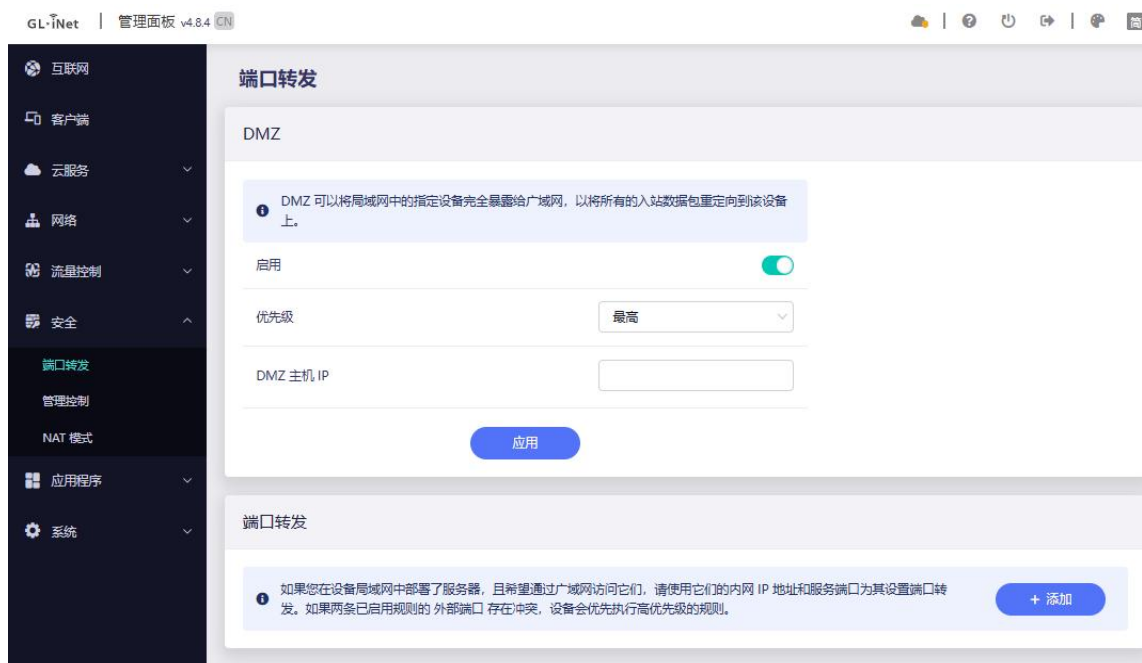 GL·iNet | 管理面板 v4.8.4 CN
简
互联网
客户端
云服务
网络
流量控制
安全
端口转发
管理控制
NAT 模式
应用程序
系统
端口转发
DMZ
DMZ 可以将局域网中的指定设备完全暴露给广域网，以将所有的入站数据包重定向到该设备
上。
启用
优先级
最高
DMZ 主机 IP
应用
端口转发
如果您在设备局域网中部署了服务器，且希望通过广域网访问它们，请使用它们的内网 IP 地址和服务端口为其设置端口转
发。如果两条已启用规则的 外部端口 存在冲突，设备会优先执行高优先级的规则。
+ 添加